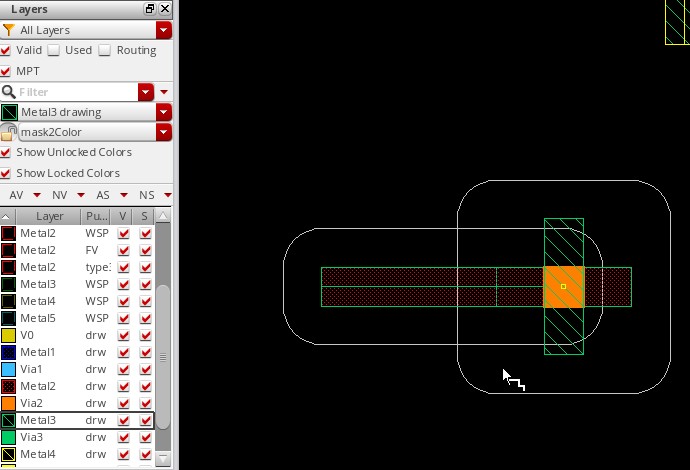 Layers
All Layers
Valid Used Routing
MPT
Filter
Metal3 drawing
mask2Color
Show Unlocked Colors
Show Locked Colors
AV NV AS NS
Layer Pu... V S
Metal2 WSP
Metal2 FV
Metal2 type:
Metal3 WSP
Metal4 WSP
Metal5 WSP
V0 drw
Metal1 drw
Via1 drw
Metal2 drw
Via2 drw
Metal3 drw
Via3 drw
Metal4 drw